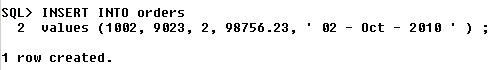 SQL> INSERT INTO orders
2 values (1002, 9023, 2, 98756.23, ' 02 - Oct - 2010 ' ) ;
1 row created.